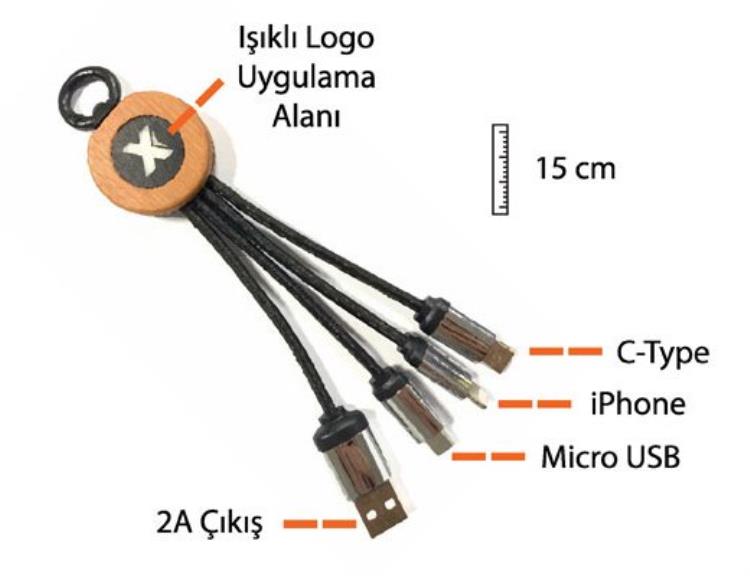 Işıklı Logo
Uygulama
Alanı
15 cm
C-Type
iPhone
Micro USB
2A Çıkış